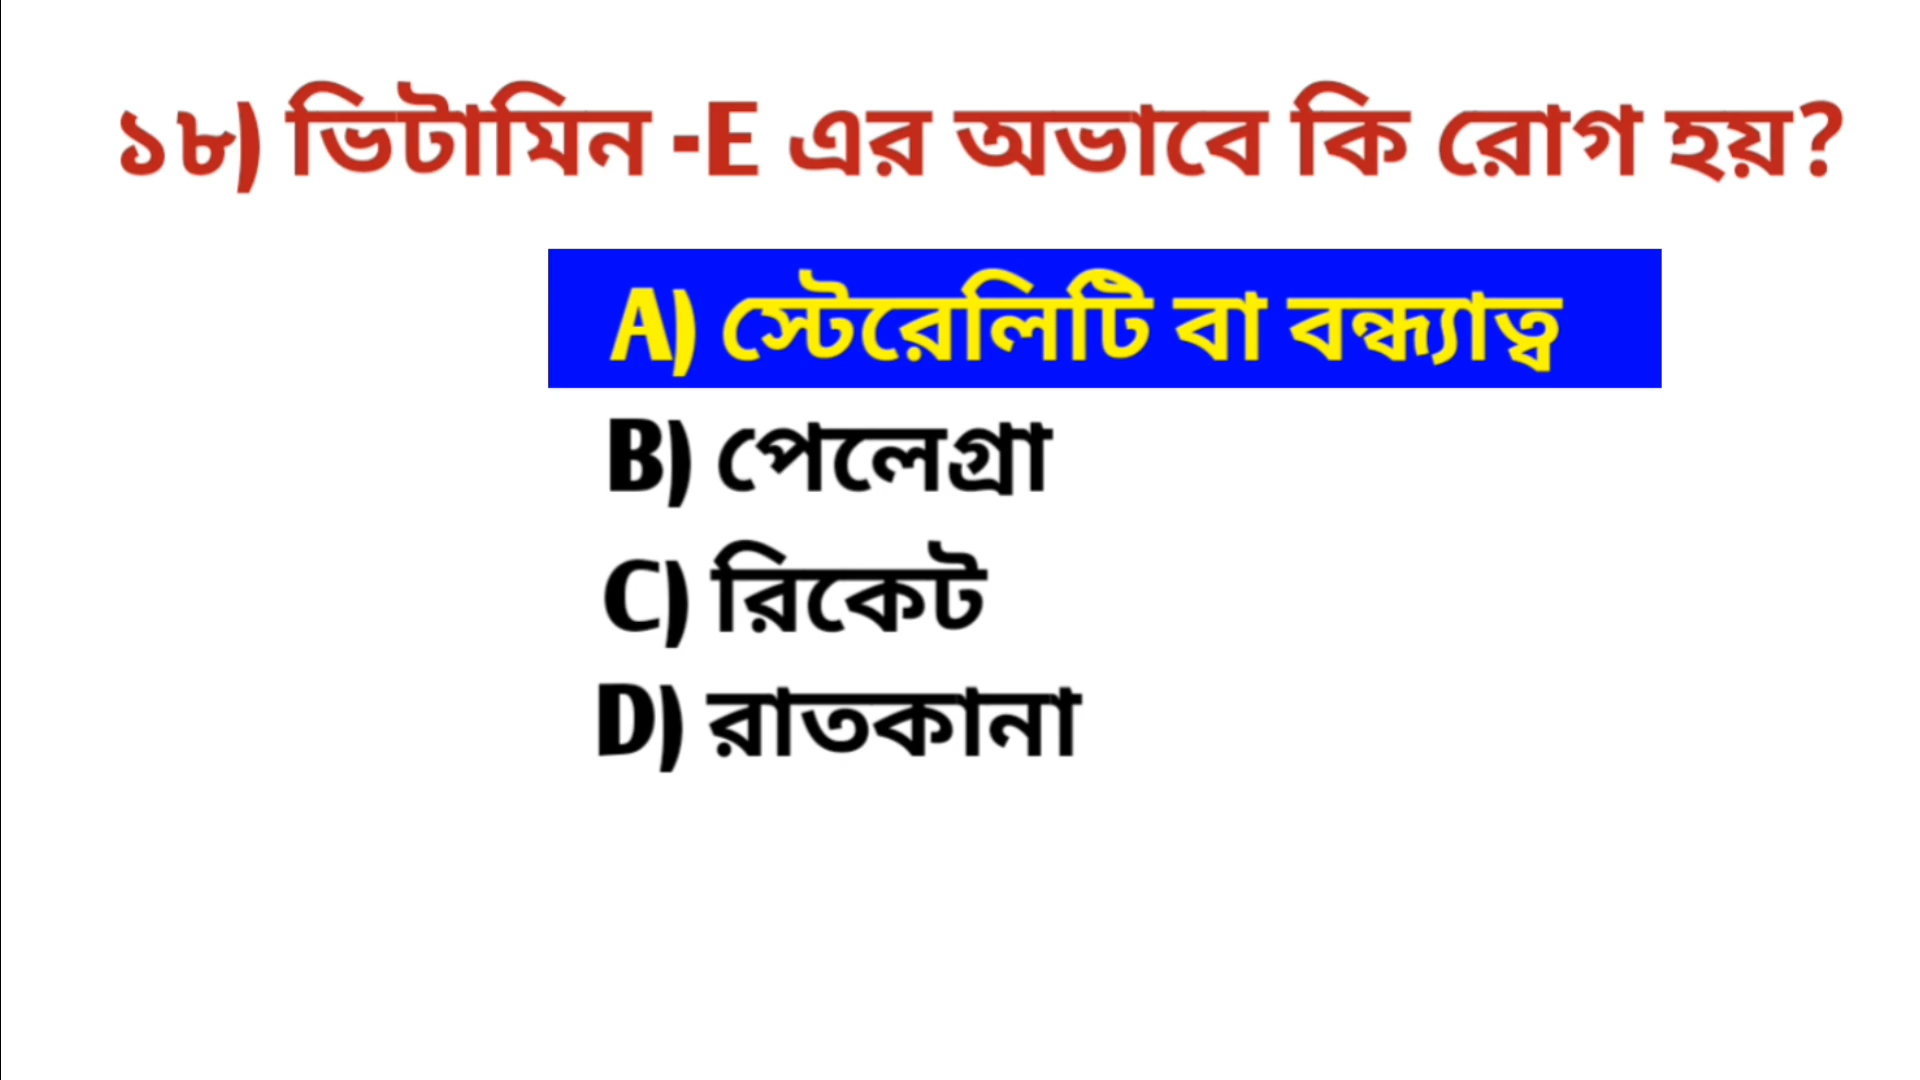 ১৮) ভিটামিন -E এর অভাবে কি রোগ হয়?
A) স্টেরেলিটি বা বন্ধ্যাত্ব
B) পেলেগ্রা
C) রিকেট
D) রাতকানা